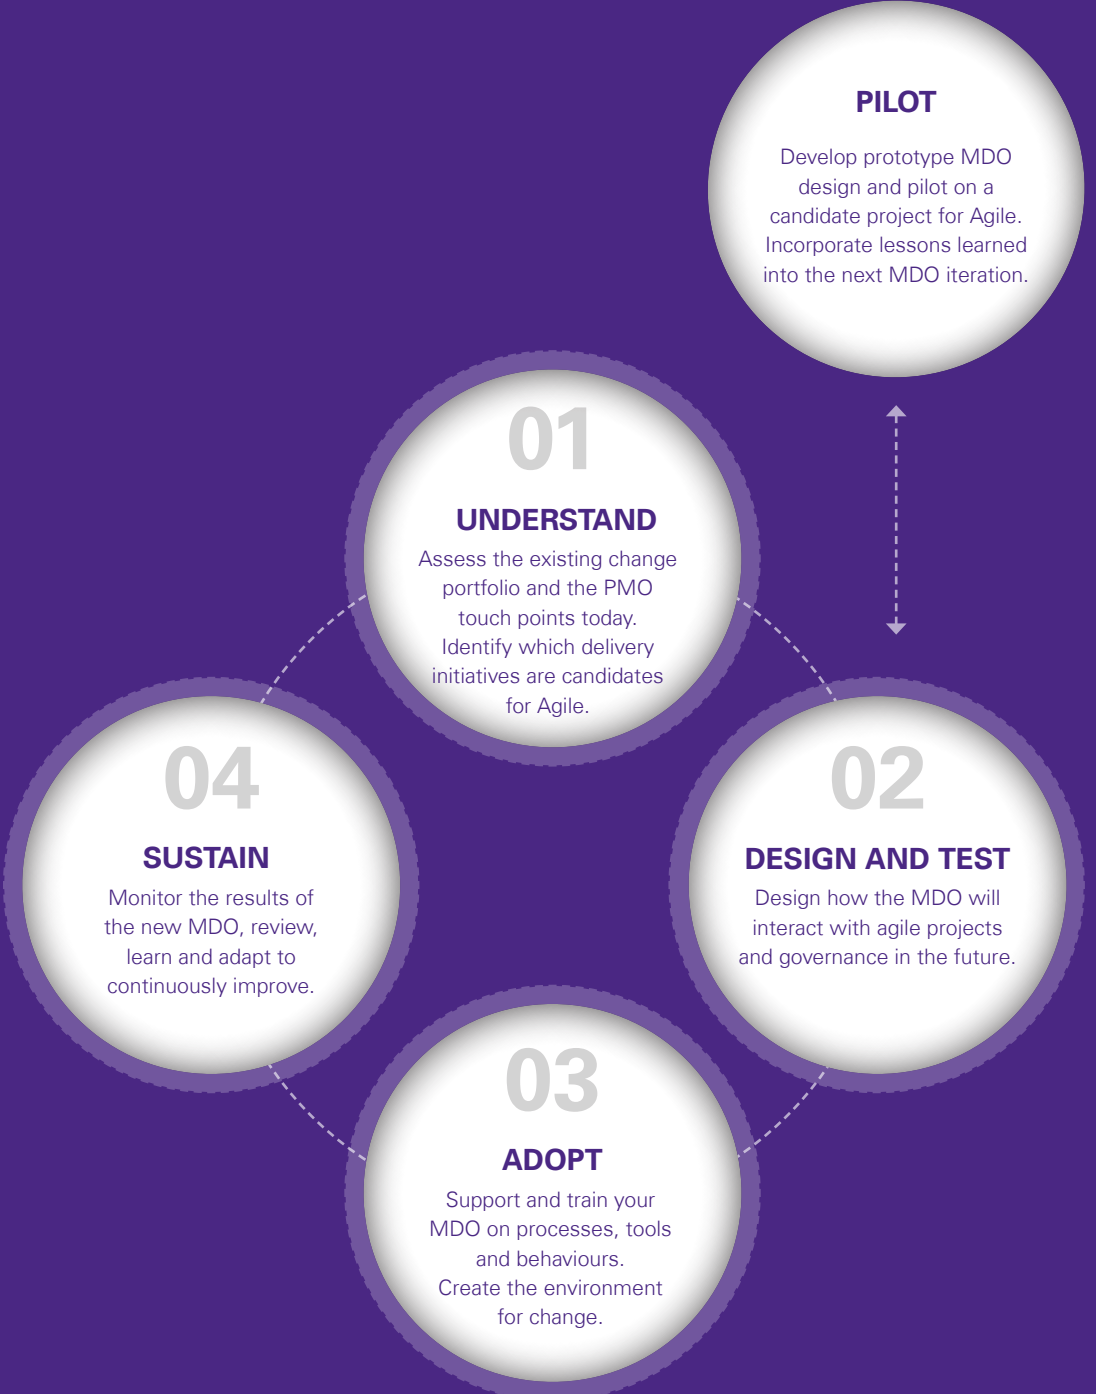 PILOT
Develop prototype MDO
design and pilot on a
candidate project for Agile.
Incorporate lessons learned
into the next MDO iteration.
01
UNDERSTAND
Assess the existing change
portfolio and the PMO
touch points today.
Identify which delivery
initiatives are candidates
for Agile.
02
DESIGN AND TEST
Design how the MDO will
interact with agile projects
and governance in the future.
03
ADOPT
Support and train your
MDO on processes, tools
and behaviours.
Create the environment
for change.
04
SUSTAIN
Monitor the results of
the new MDO, review,
learn and adapt to
continuously improve.